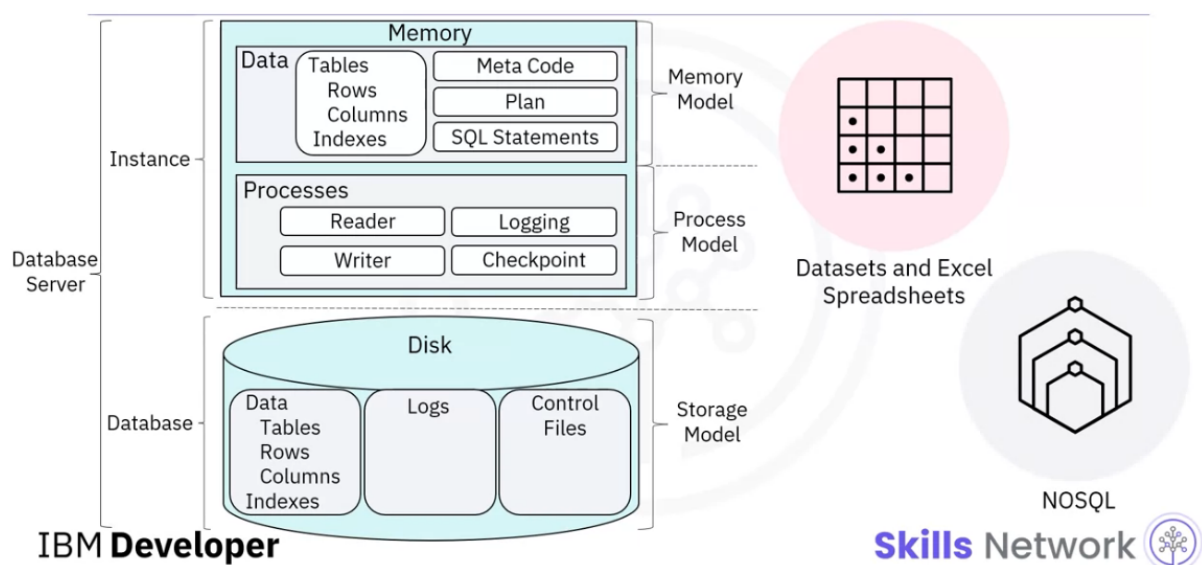 Memory
Data
Tables
Rows
Columns
Indexes
Meta Code
Plan
SQL Statements
Memory
Model
Instance
Processes
Reader
Logging
Writer
Checkpoint
Process
Model
Database
Server
Disk
Data
Tables
Rows
Columns
Indexes
Logs
Control
Files
Database
Storage
Model
Datasets and Excel
Spreadsheets
NOSQL
IBM Developer
Skills Network